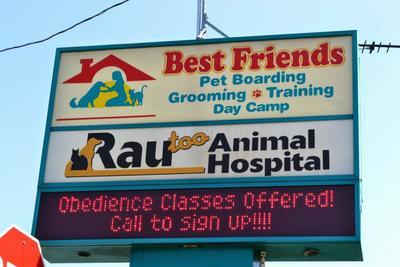 Best Friends
Pet Boarding
Grooming Training
Day Camp
Rau too Animal
Hospital
Obedience Classes Offered!
Call to sign up!!!!